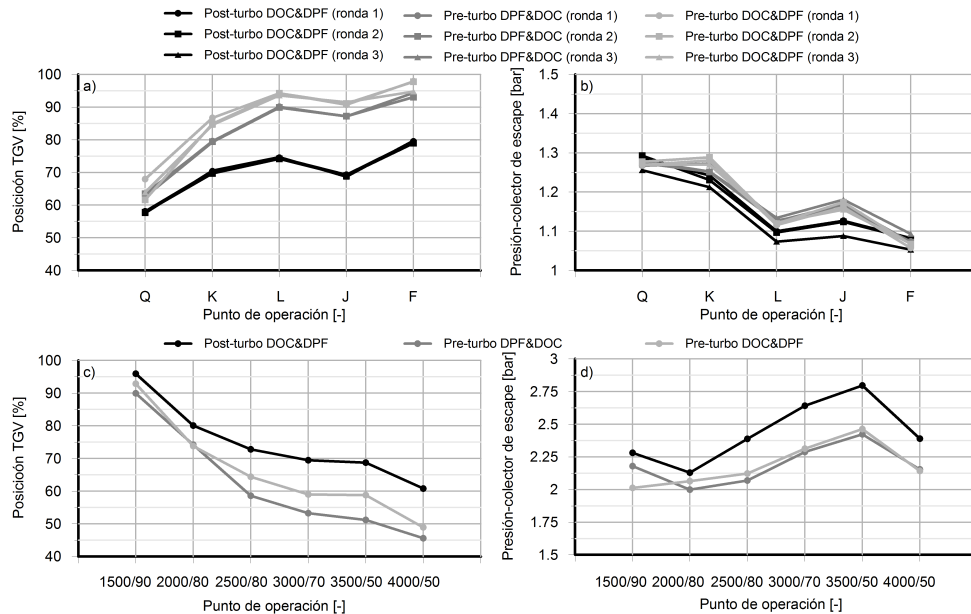 Post-turbo DOC&DPF (ronda 1)
Pre-turbo DPF&DOC (ronda 1)
Pre-turbo DOC&DPF (ronda 1)
Post-turbo DOC&DPF (ronda 2)
Pre-turbo DPF&DOC (ronda 2)
Pre-turbo DOC&DPF (ronda 2)
Post-turbo DOC&DPF (ronda 3)
Pre-turbo DPF&DOC (ronda 3)
Pre-turbo DOC&DPF (ronda 3)
a)
Posición TGV [%]
100
90
80
70
60
50
40
Q K L J F
Punto de operación [-]
b)
Presión-colector de escape [bar]
1.5
1.4
1.3
1.2
1.1
1
Q K L J F
Punto de operación [-]
Post-turbo DOC&DPF
Pre-turbo DPF&DOC
Pre-turbo DOC&DPF
c)
Posición TGV [%]
100
90
80
70
60
50
40
1500/90 2000/80 2500/80 3000/70 3500/50 4000/50
Punto de operación [-]
d)
Presión-colector de escape [bar]
3
2.75
2.5
2.25
2
1.75
1.5
1500/90 2000/80 2500/80 3000/70 3500/50 4000/50
Punto de operación [-]